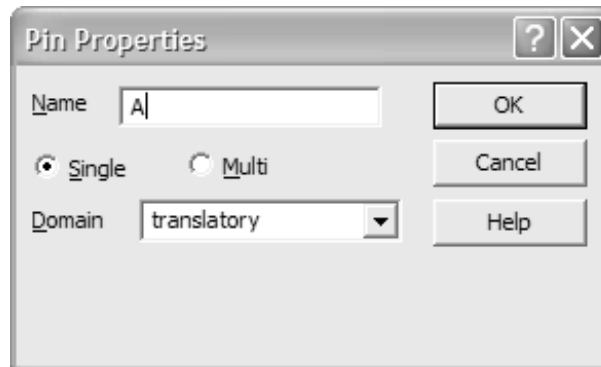 Pin Properties
Name A OK
Single Multi Cancel
Domain translatory Help